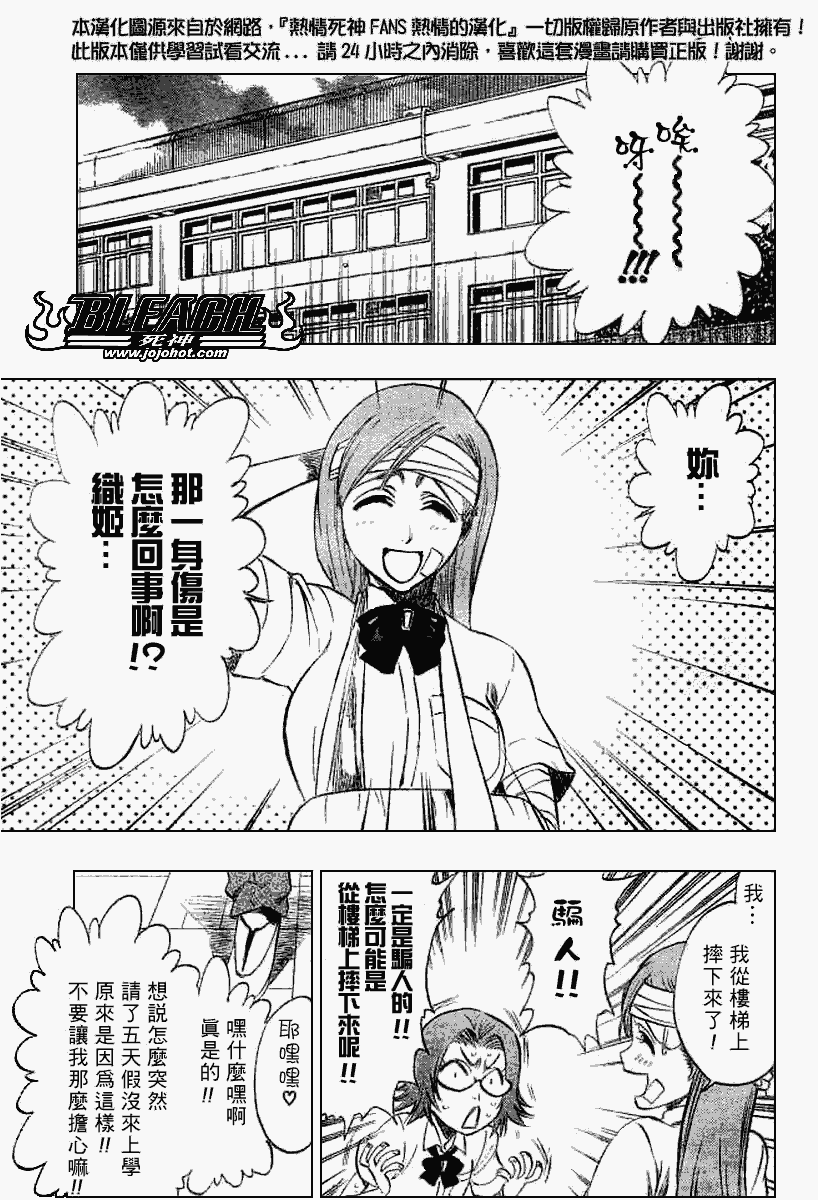 本漢化圖源來自於網路，『熱情死神 FANS 熱情的漢化』一切版權歸原作者與出版社擁有！
此版本僅供學習試看交流... 請 24 小時之內消除，喜歡這套漫畫請購買正版！謝謝。
唉～～
呀～～!!!
BLEACH
死神
www.jojohot.com
妳…
那一身傷是
怎麼回事啊!?
織姬…
我…
我從樓梯上
摔下來了！
騙人!!
一定是騙人的!!
怎麼可能是
從樓梯上摔下來呢!!
耶嘿嘿♡
嘿什麼嘿啊
真是的!!
想說怎麼突然
請了五天假沒來上學
原來是因為這樣!!
不要讓我那麼擔心嘛!!